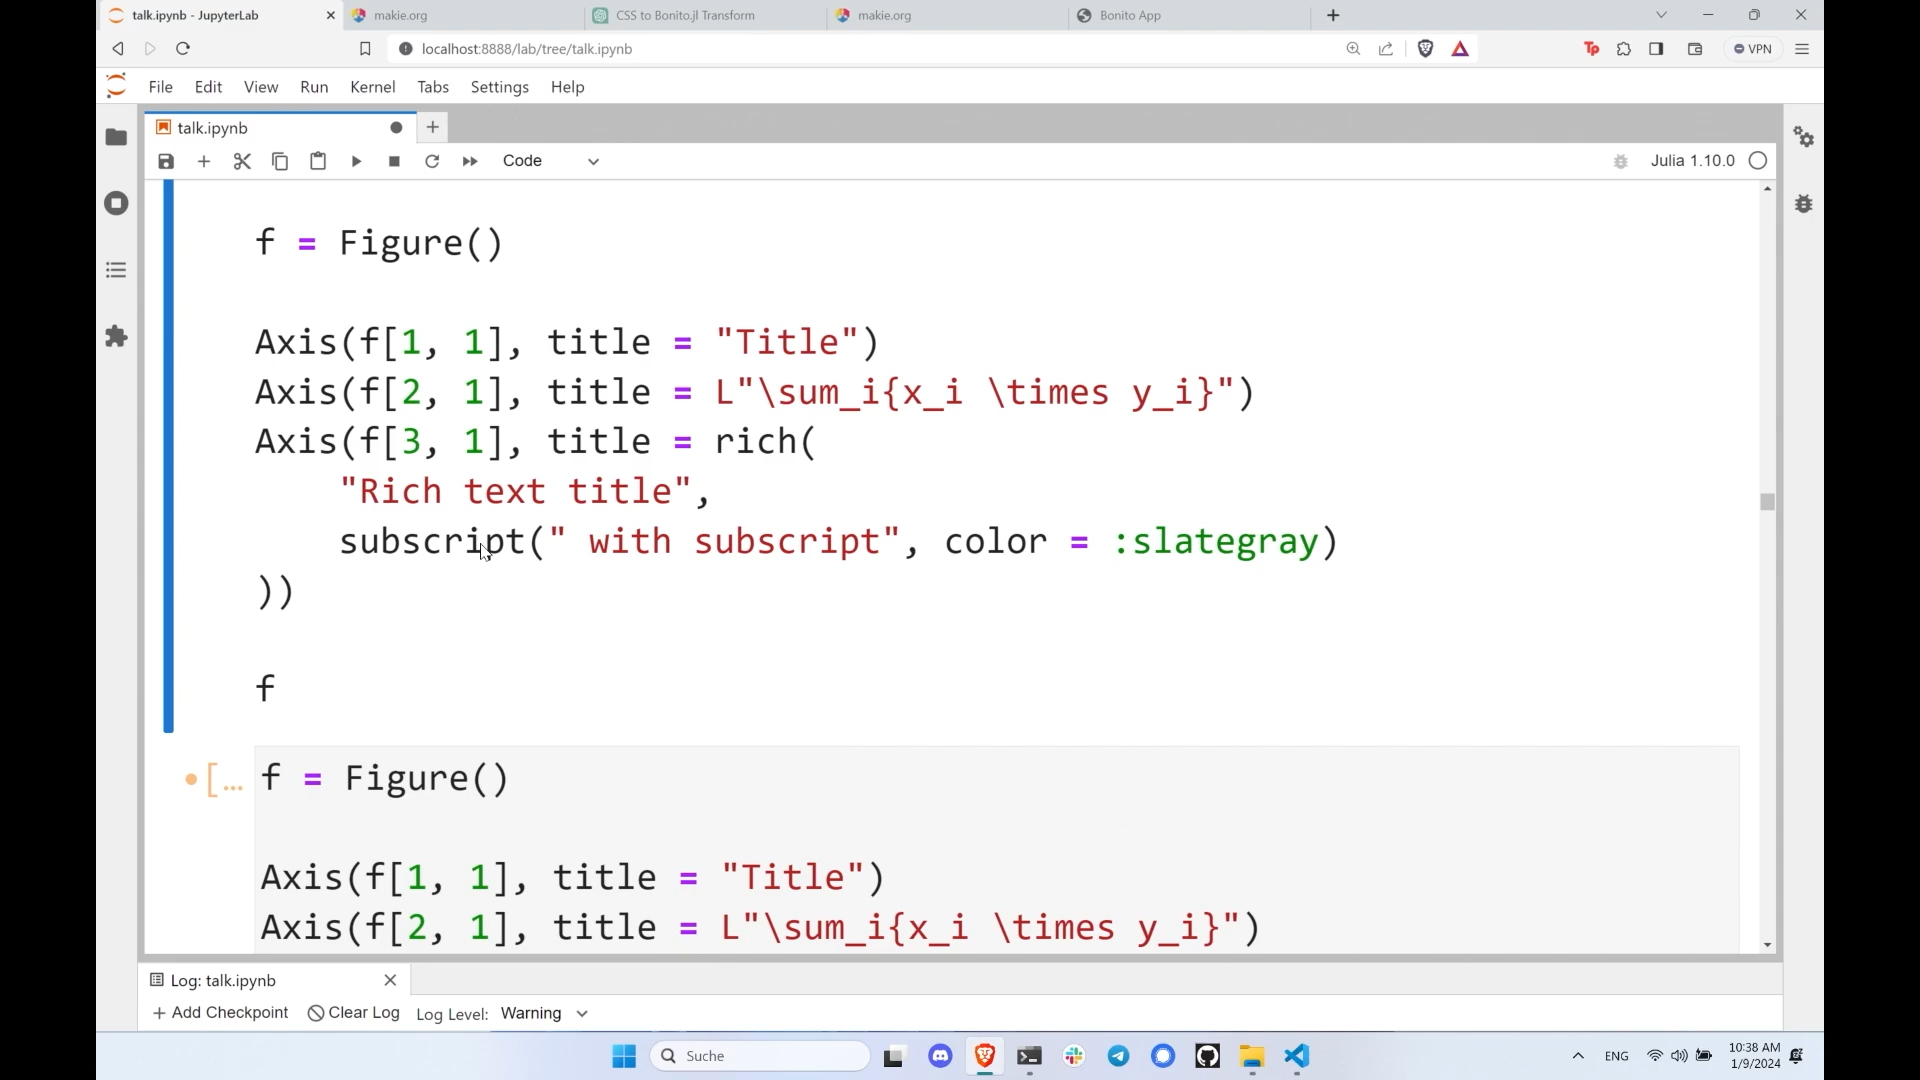 talk.ipynb - JupyterLab
makie.org
CSS to Bonito.jl Transform
makie.org
Bonito App
localhost:8888/lab/tree/talk.ipynb
Tp
VPN
File Edit View Run Kernel Tabs Settings Help
talk.ipynb
Code
Julia 1.10.0
f = Figure()
Axis(f[1, 1], title = "Title")
Axis(f[2, 1], title = L"\sum_i{x_i \times y_i}")
Axis(f[3, 1], title = rich(
"Rich text title",
subscript(" with subscript", color = :slategray)
))
f
[…
f = Figure()
Axis(f[1, 1], title = "Title")
Axis(f[2, 1], title = L"\sum_i{x_i \times y_i}")
Log: talk.ipynb
+ Add Checkpoint Clear Log Log Level: Warning
Suche
ENG
10:38 AM
1/9/2024